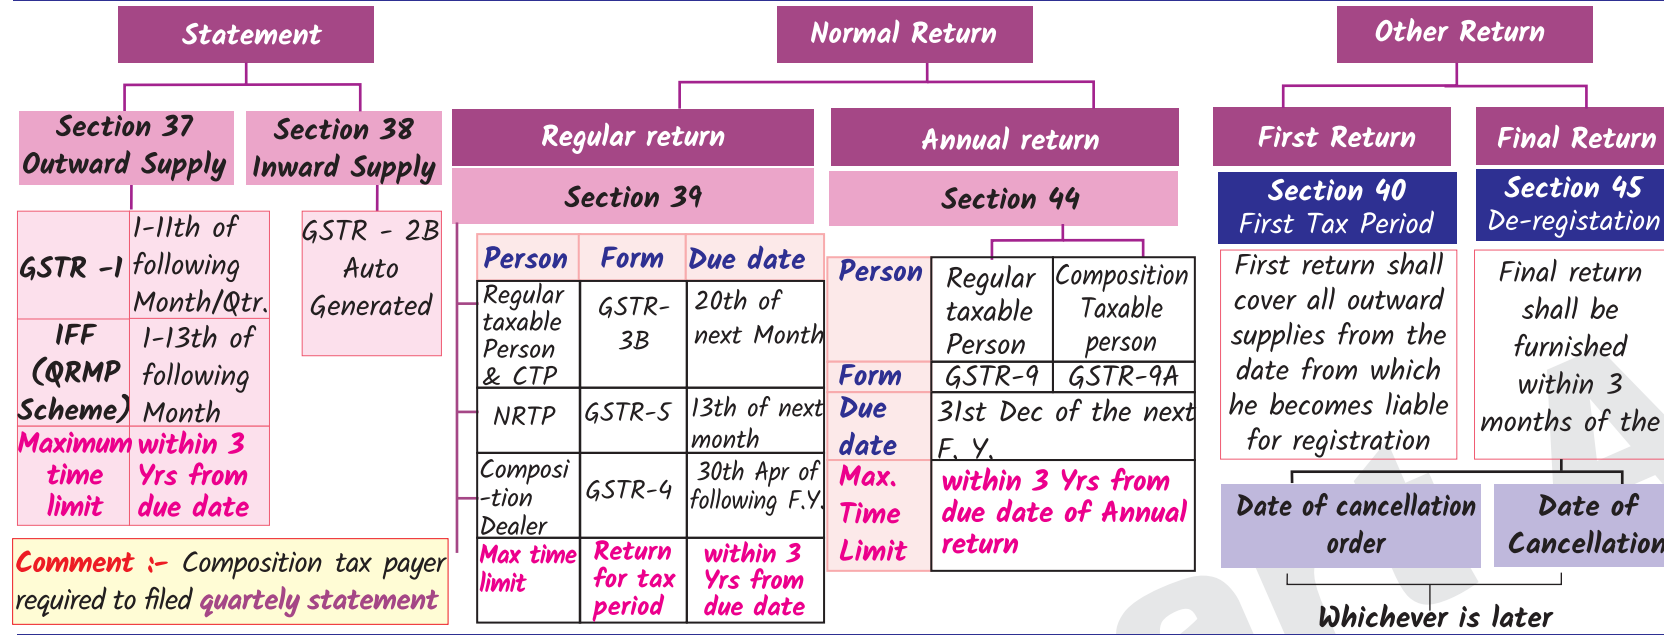 Statement
Normal Return
Other Return
Section 37
Outward Supply
Section 38
Inward Supply
GSTR -1
1-11th of
following
Month/Qtr.
IFF
(QRMP
Scheme)
1-13th of
following
Month
Maximum
time
limit
within 3
Yrs from
due date
GSTR - 2B
Auto
Generated
Comment :- Composition tax payer
required to filed quartely statement
Regular return
Section 39
Person
Form
Due date
Regular
taxable
Person
& CTP
GSTR-
3B
20th of
next Month
NRTP
GSTR-5
13th of next
month
Composi
-tion
Dealer
GSTR-4
30th Apr of
following F.Y.
Max time
limit
Return
for tax
period
within 3
Yrs from
due date
Annual return
Section 44
Person
Regular
taxable
Person
Composition
Taxable
person
Form
GSTR-9
GSTR-9A
Due
date
31st Dec of the next
F. Y.
Max.
Time
Limit
within 3 Yrs from
due date of Annual
return
First Return
Section 40
First Tax Period
First return shall
cover all outward
supplies from the
date from which
he becomes liable
for registration
Final Return
Section 45
De-registation
Final return
shall be
furnished
within 3
months of the
Date of cancellation
order
Date of
Cancellation
Whichever is later